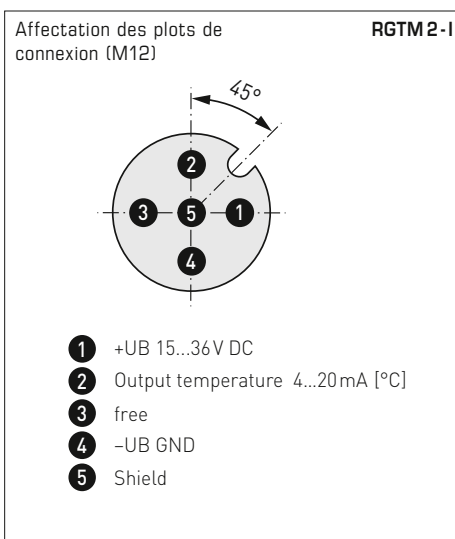 Affectation des plots de RGTM 2 - I
connexion (M12)
45°
2
3 5 1
4
1 +UB 15...36 V DC
2 Output temperature 4...20 mA [°C]
3 free
4 –UB GND
5 Shield